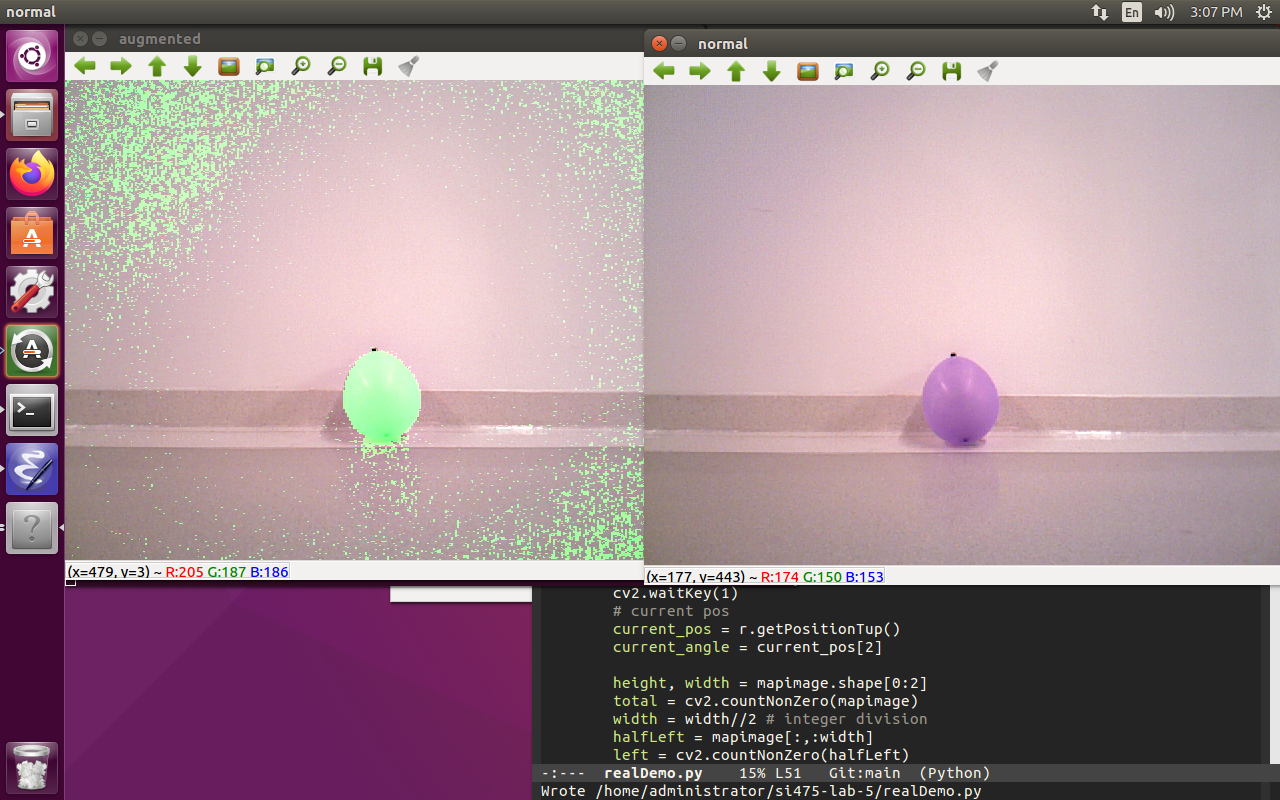 normal
En
3:07 PM
augmented
normal
(x=479, y=3) ~ R:205 G:187 B:186
(x=177, y=443) ~ R:174 G:150 B:153
cv2.waitKey(1)
# current pos
current_pos = r.getPositionTup()
current_angle = current_pos[2]
height, width = mapimage.shape[0:2]
total = cv2.countNonZero(mapimage)
width = width//2 # integer division
halfLeft = mapimage[:,:width]
left = cv2.countNonZero(halfLeft)
-:--- realDemo.py 15% L51 Git:main (Python)
Wrote /home/administrator/si475-lab-5/realDemo.py